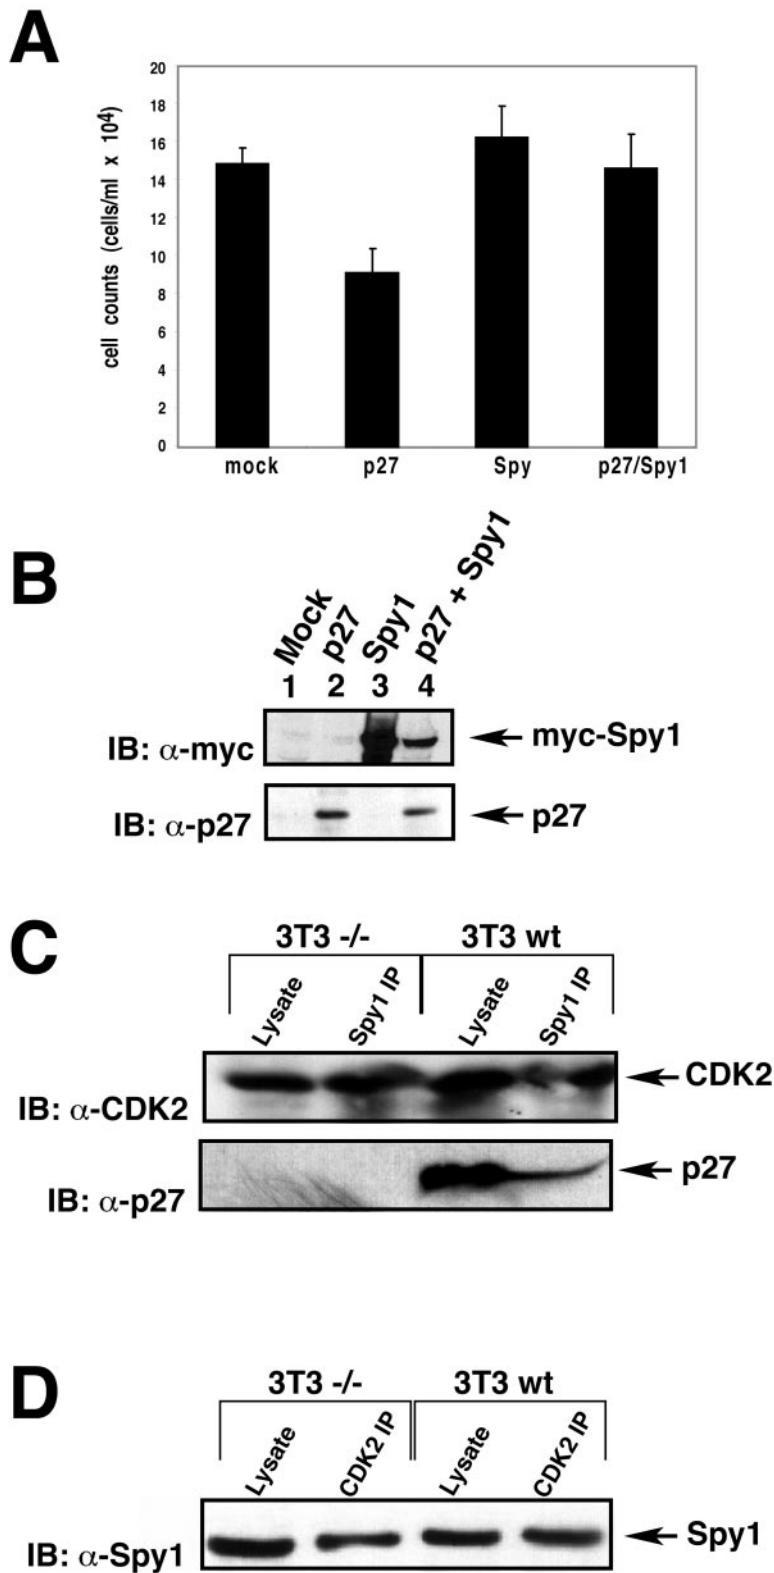 A
cell counts (cells/ml x 10⁴)
20
18
16
14
12
10
8
6
4
2
0
mock p27 Spy p27/Spy1
B
Mock p27 Spy1 p27 + Spy1
1 2 3 4
IB: α-myc myc-Spy1
IB: α-p27 p27
C
3T3 -/- 3T3 wt
Lysate Spy1 IP Lysate Spy1 IP
IB: α-CDK2 CDK2
IB: α-p27 p27
D
3T3 -/- 3T3 wt
Lysate CDK2 IP Lysate CDK2 IP
IB: α-Spy1 Spy1